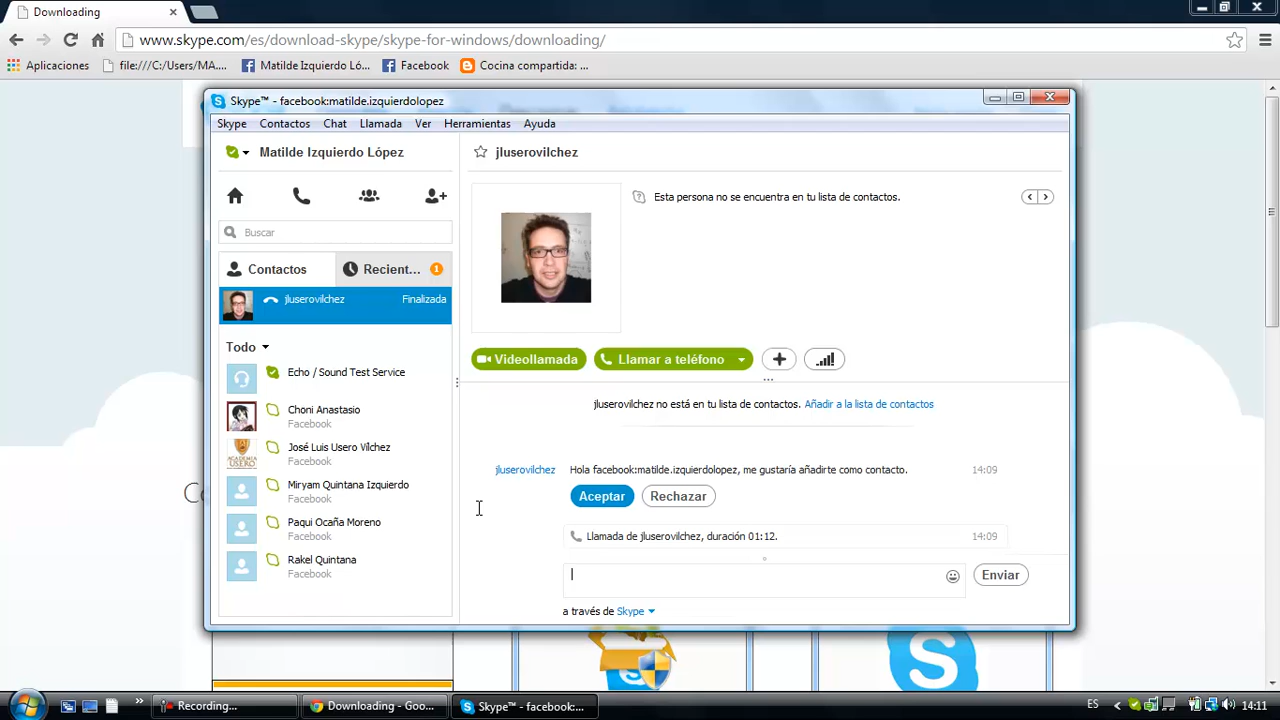 Downloading
www.skype.com/es/download-skype/skype-for-windows/downloading/
Aplicaciones
file:///C:/Users/MA....
Matilde Izquierdo Ló...
Facebook
Cocina compartida: ...
Skype™ - facebook:matilde.izquierdolopez
Skype Contactos Chat Llamada Ver Herramientas Ayuda
Matilde Izquierdo López
jluserovilchez
Esta persona no se encuentra en tu lista de contactos.
Buscar
Contactos
Recient... 1
jluserovilchez Finalizada
Todo
Echo / Sound Test Service
Choni Anastasio
Facebook
José Luis Usero Vílchez
Facebook
Miryam Quintana Izquierdo
Facebook
Paqui Ocaña Moreno
Facebook
Rakel Quintana
Facebook
Videollamada
Llamar a teléfono
jluserovilchez no está en tu lista de contactos. Añadir a la lista de contactos
jluserovilchez Hola facebook:matilde.izquierdolopez, me gustaría añadirte como contacto. 14:09
Aceptar Rechazar
Llamada de jluserovilchez, duración 01:12. 14:09
Enviar
a través de Skype
Recording...
Downloading - Goo...
Skype™ - facebook:...
ES
14:11